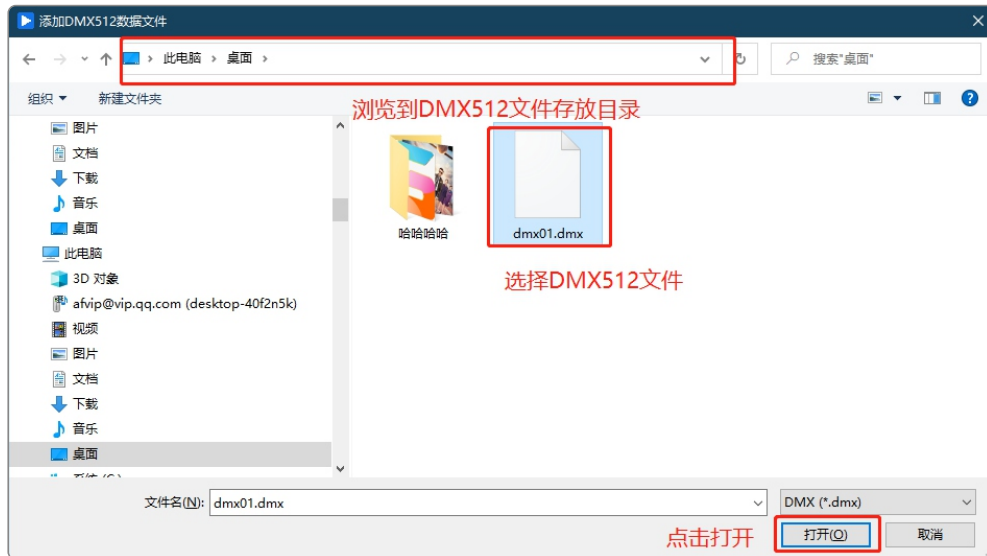 添加DMX512数据文件
此电脑 › 桌面 ›
搜索"桌面"
组织
新建文件夹
浏览到DMX512文件存放目录
图片
文档
下载
音乐
桌面
此电脑
3D 对象
afvip@vip.qq.com (desktop-40f2n5k)
视频
图片
文档
下载
音乐
桌面
哈哈哈哈
dmx01.dmx
选择DMX512文件
文件名(N): dmx01.dmx
DMX (*.dmx)
点击打开
打开(O)
取消